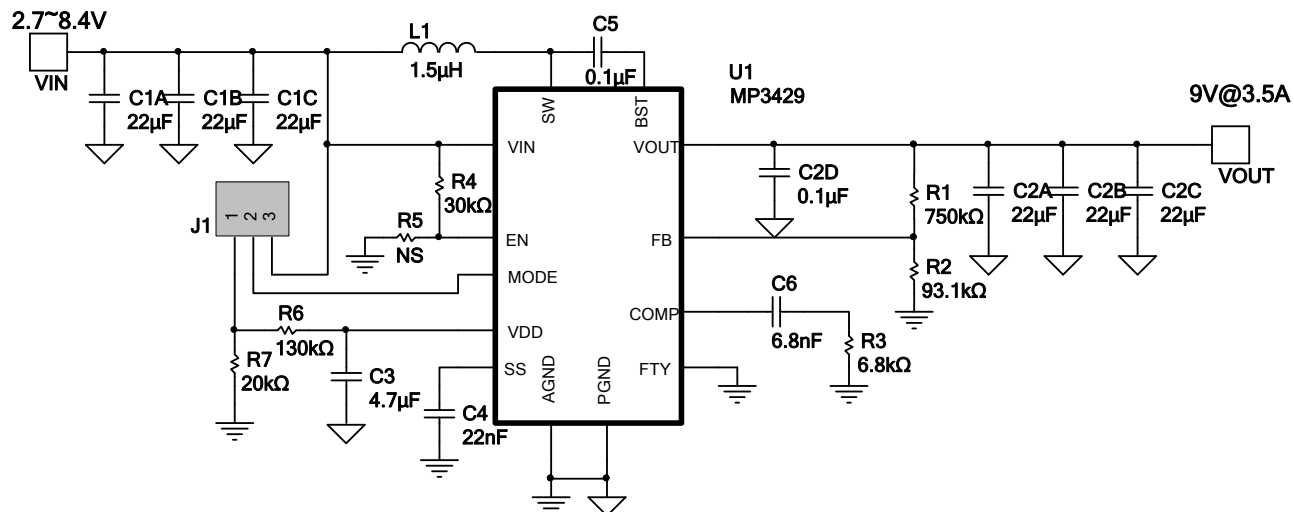 2.7~8.4V
VIN
C1A
22µF
C1B
22µF
C1C
22µF
L1
1.5µH
C5
0.1µF
U1
MP3429
SW
BST
VIN
VOUT
EN
FB
MODE
COMP
VDD
SS
FTY
AGND
PGND
R4
30kΩ
R5
NS
J1
1
2
3
R6
130kΩ
R7
20kΩ
C3
4.7µF
C4
22nF
C2D
0.1µF
R1
750kΩ
R2
93.1kΩ
C6
6.8nF
R3
6.8kΩ
C2A
22µF
C2B
22µF
C2C
22µF
9V@3.5A
VOUT